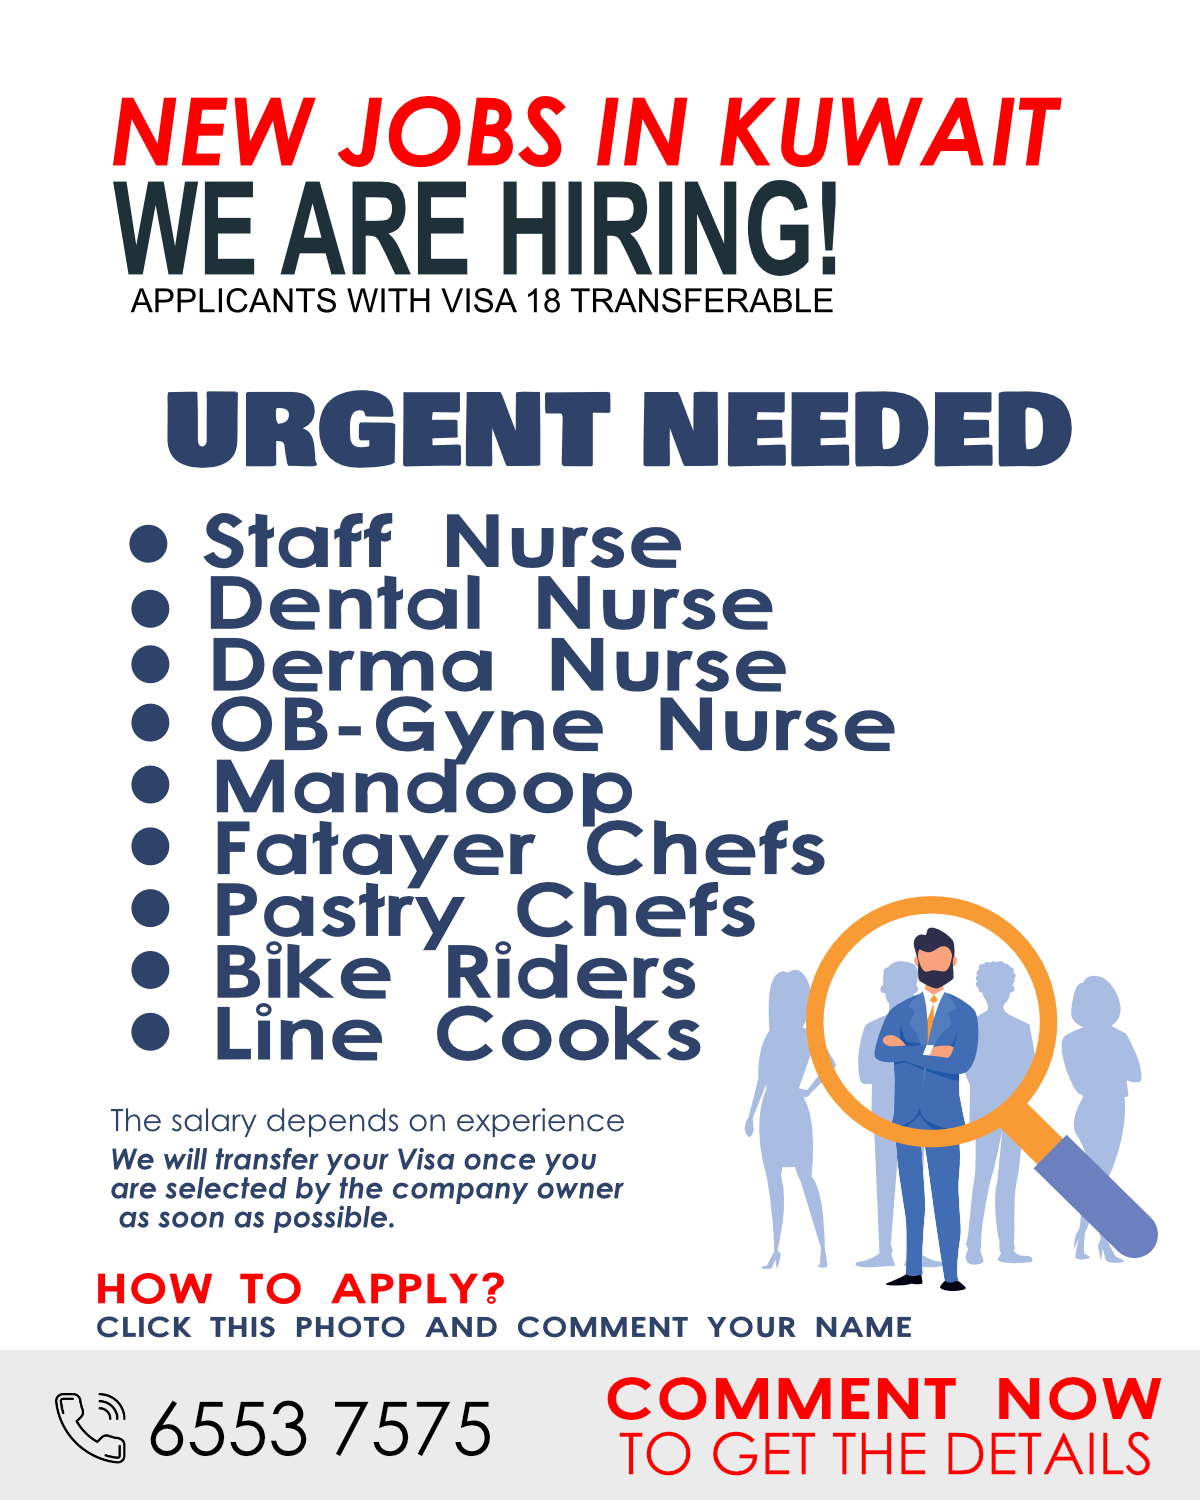 NEW JOBS IN KUWAIT
WE ARE HIRING!
APPLICANTS WITH VISA 18 TRANSFERABLE
URGENT NEEDED
• Staff Nurse
• Dental Nurse
• Derma Nurse
• OB-Gyne Nurse
• Mandoop
• Fatayer Chefs
• Pastry Chefs
• Bike Riders
• Line Cooks
The salary depends on experience
We will transfer your Visa once you
are selected by the company owner
as soon as possible.
HOW TO APPLY?
CLICK THIS PHOTO AND COMMENT YOUR NAME
6553 7575
COMMENT NOW
TO GET THE DETAILS